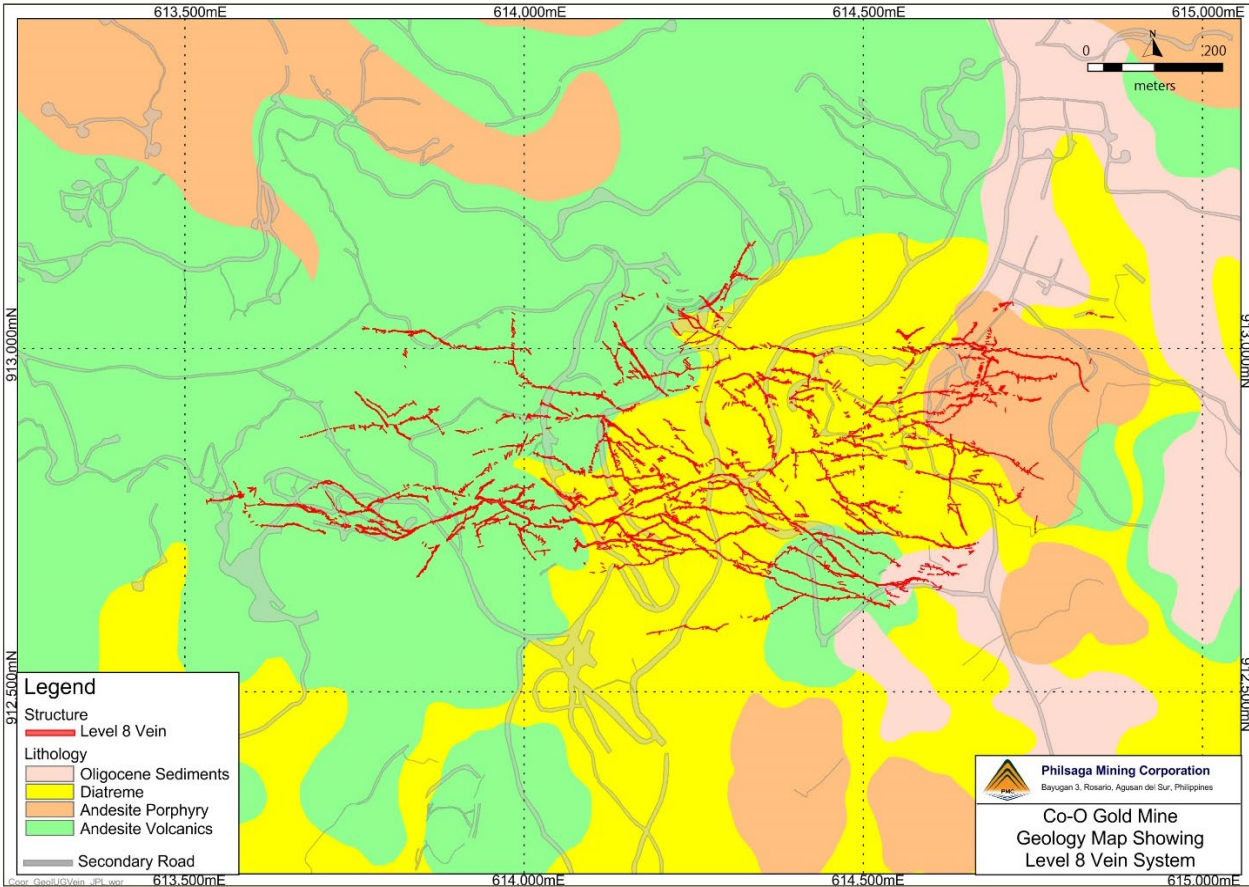 613,500mE
614,000mE
614,500mE
615,000mE
N
0
200
meters
913,000mN
913,000mN
912,500mN
912,500mN
Legend
Structure
Level 8 Vein
Lithology
Oligocene Sediments
Diatreme
Andesite Porphyry
Andesite Volcanics
Secondary Road
PMC
Philsaga Mining Corporation
Bayugan 3, Rosario, Agusan del Sur, Philippines
Co-O Gold Mine
Geology Map Showing
Level 8 Vein System
Coor_GeolUGVein_JPL.wor
613,500mE
614,000mE
614,500mE
615,000mE